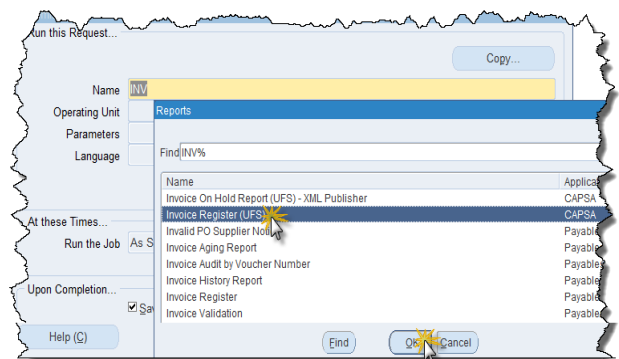 Run this Request...
Copy...
Name INV
Operating Unit
Parameters
Language
Reports
Find INV%
Name Applica
Invoice On Hold Report (UFS) - XML Publisher CAPSA
Invoice Register (UFS) CAPSA
Invalid PO Supplier Payable
Invoice Aging Report Payable
Invoice Audit by Voucher Number Payable
Invoice History Report Payable
Invoice Register Payable
Invoice Validation Payable
At these Times...
Run the Job As S
Upon Completion...
Sav
Help (C)
Find OK Cancel